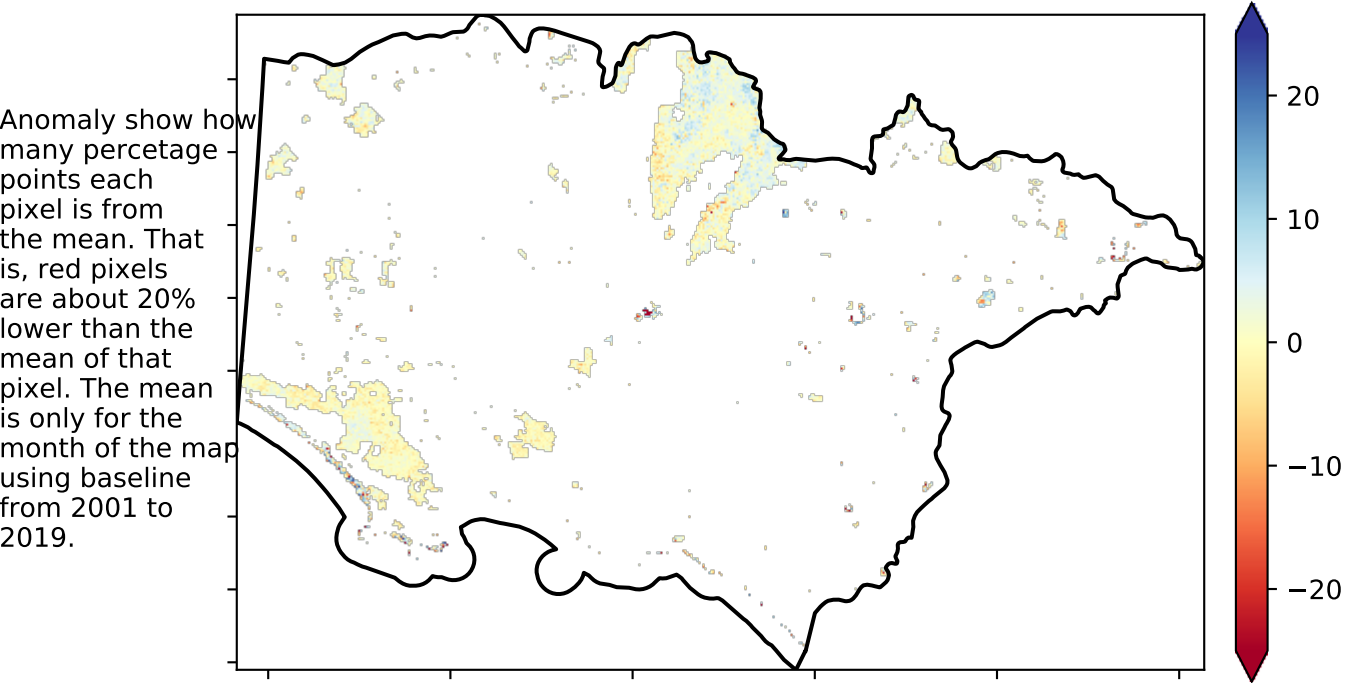 Anomaly show how
many percetage
points each
pixel is from
the mean. That
is, red pixels
are about 20%
lower than the
mean of that
pixel. The mean
is only for the
month of the map
using baseline
from 2001 to
2019.
20
10
0
−10
−20